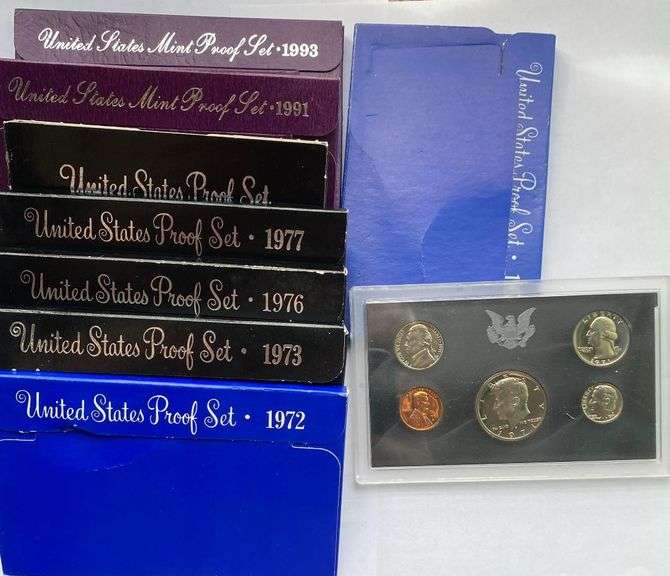 United States Mint Proof Set • 1993
United States Mint Proof Set • 1991
United States Proof Set
United States Proof Set • 1977
United States Proof Set • 1976
United States Proof Set • 1973
United States Proof Set • 1972
United States Proof Set • 1
LIBERTY